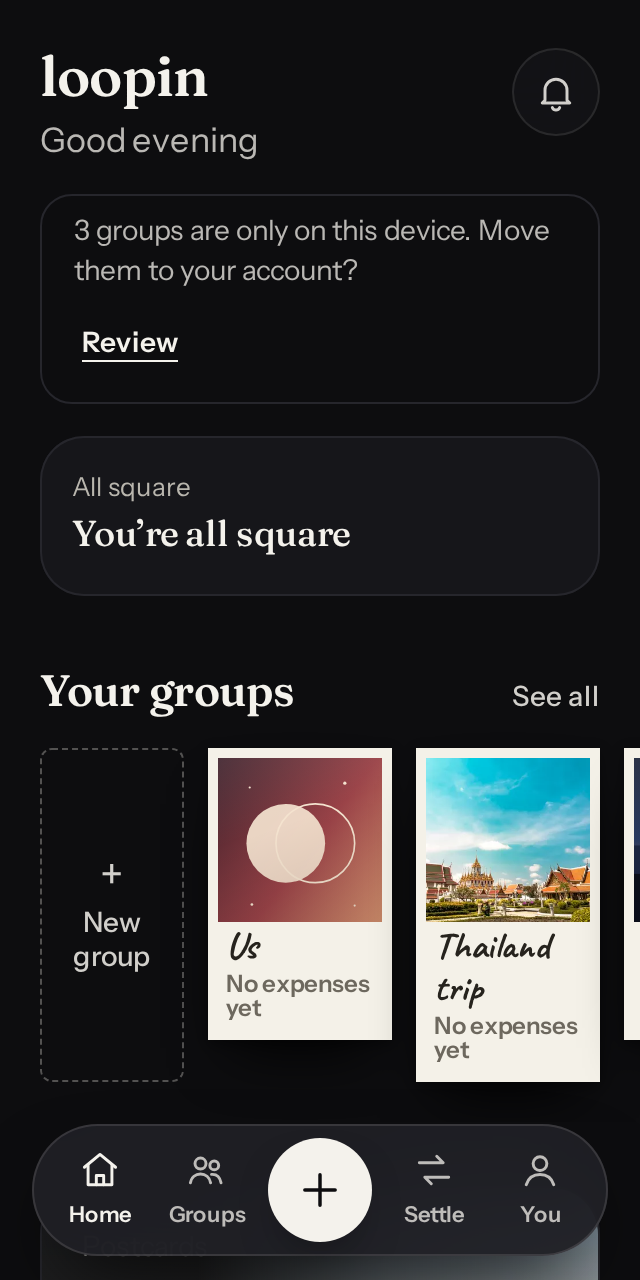 loopin
Good evening
3 groups are only on this device. Move
them to your account?
Review
All square
You’re all square
Your groups
See all
+
New
group
Us
No expenses
yet
Thailand
trip
No expenses
yet
Home
Groups
Settle
You
Postcards